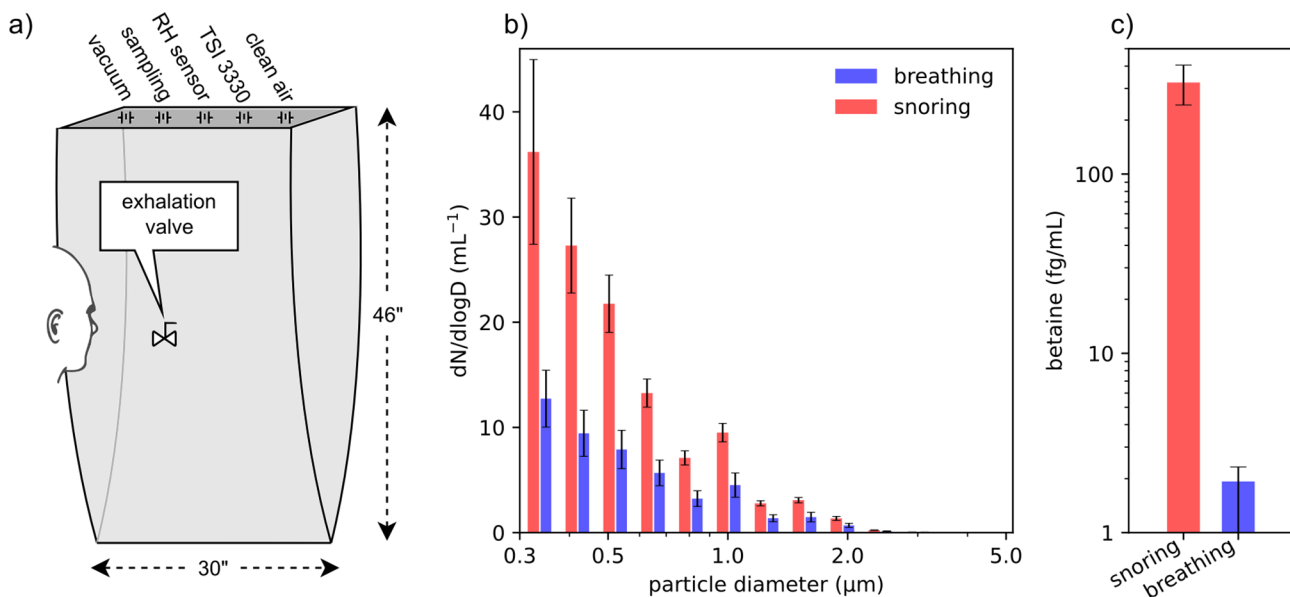 a)
vacuum
sampling
RH sensor
TSI 3330
clean air
exhalation
valve
46"
30"
b)
dN/dlogD (mL⁻¹)
40
30
20
10
0
breathing
snoring
0.3
0.5
1.0
2.0
5.0
particle diameter (μm)
c)
betaine (fg/mL)
100
10
1
snoring
breathing